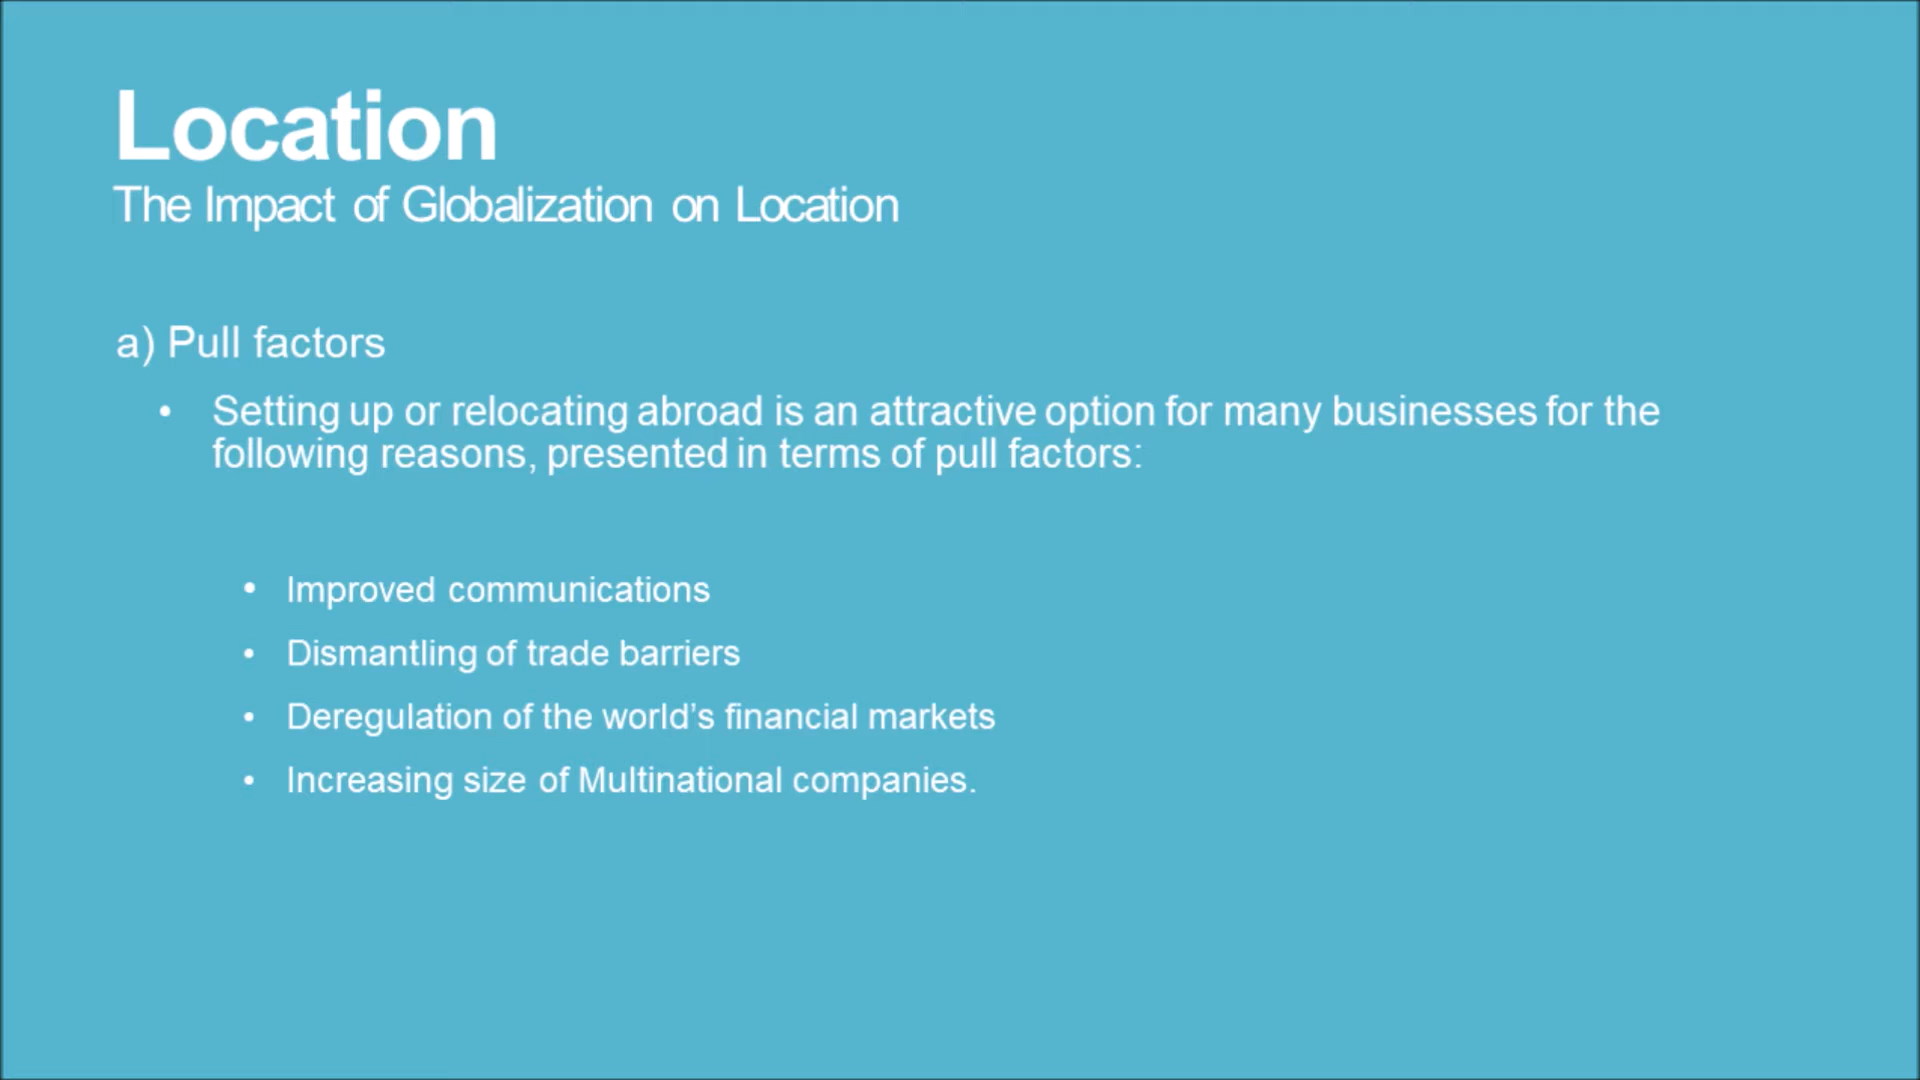 Location
The Impact of Globalization on Location
a) Pull factors
• Setting up or relocating abroad is an attractive option for many businesses for the
following reasons, presented in terms of pull factors:
• Improved communications
• Dismantling of trade barriers
• Deregulation of the world’s financial markets
• Increasing size of Multinational companies.